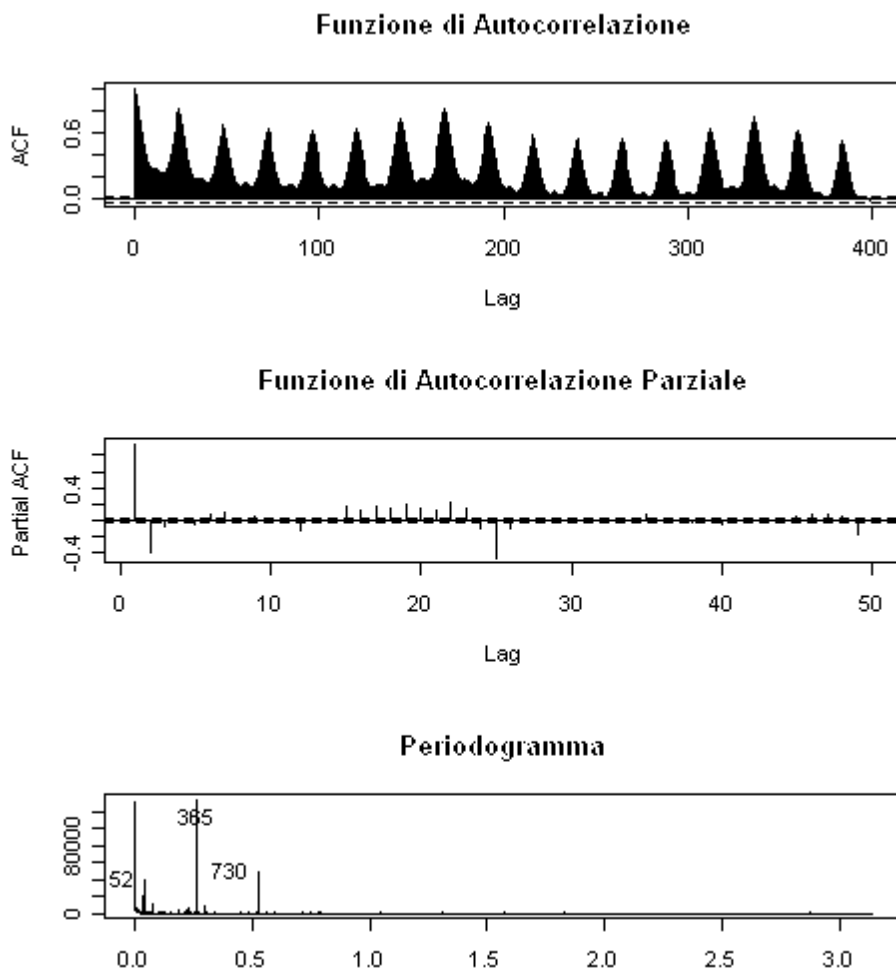 Funzione di Autocorrelazione
ACF
0.0 0.6
0 100 200 300 400
Lag
Funzione di Autocorrelazione Parziale
Partial ACF
-0.4 0.4
0 10 20 30 40 50
Lag
Periodogramma
0 80000
52 365 730
0.0 0.5 1.0 1.5 2.0 2.5 3.0